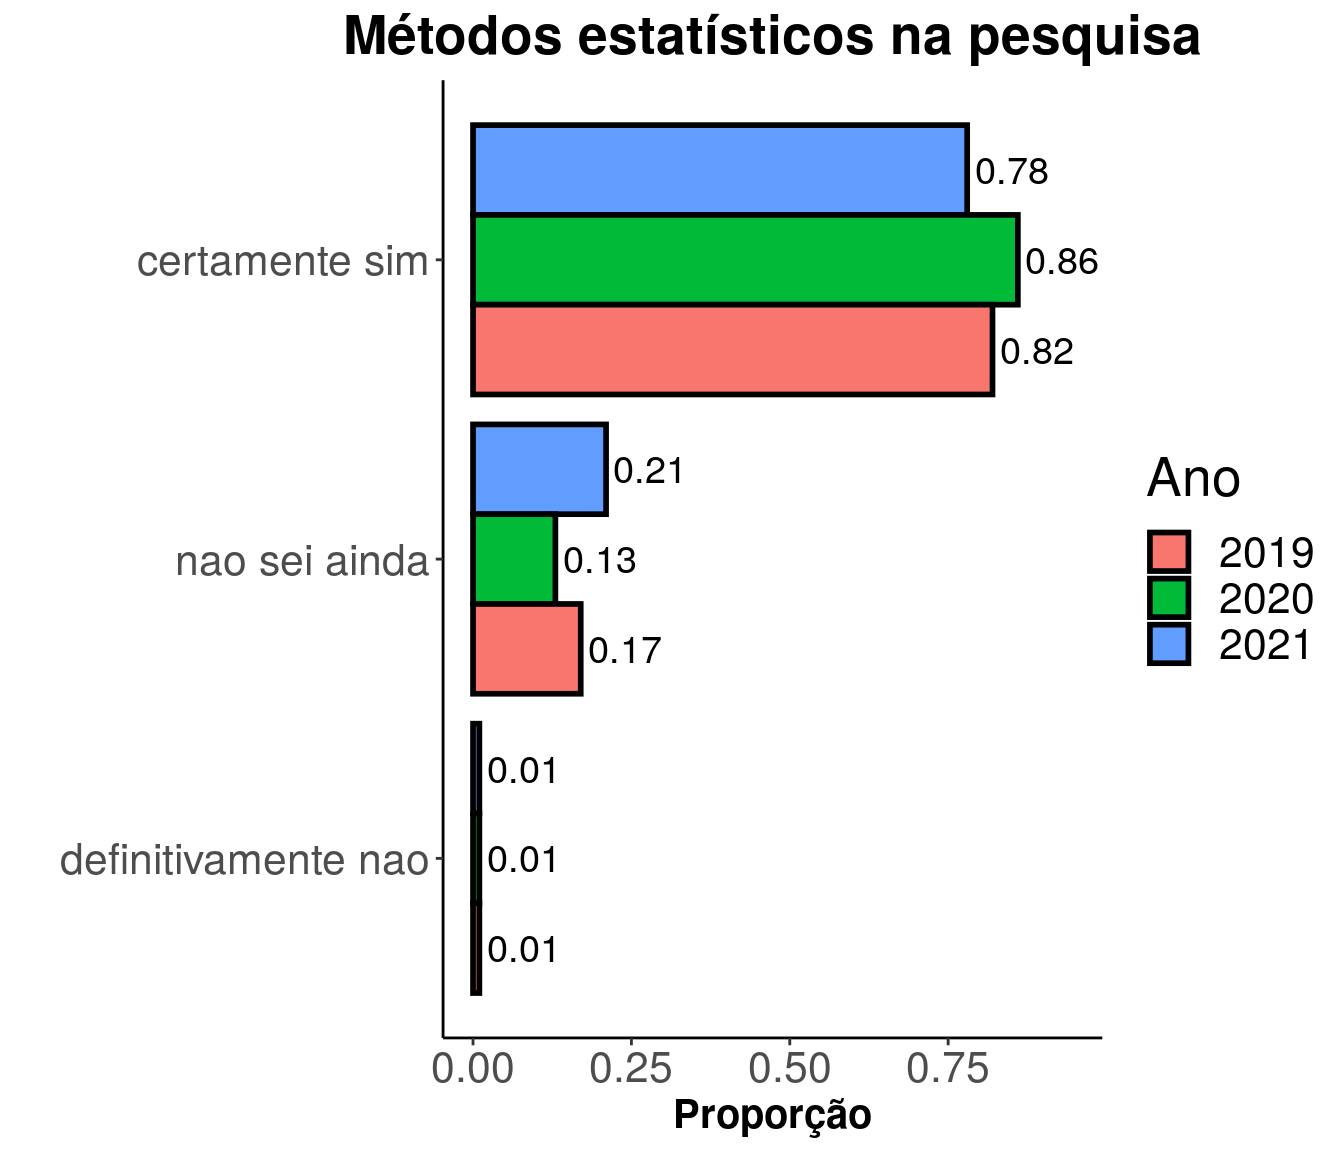 Métodos estatísticos na pesquisa
certamente sim
0.78
0.86
0.82
nao sei ainda
0.21
0.13
0.17
definitivamente nao
0.01
0.01
0.01
0.00 0.25 0.50 0.75
Proporção
Ano
2019
2020
2021